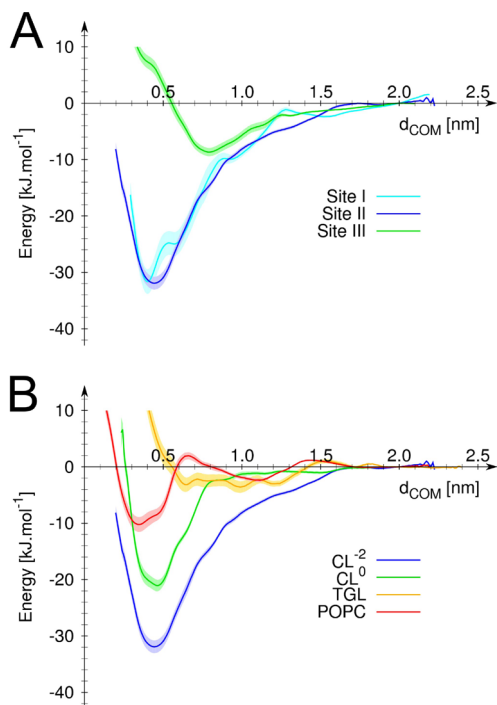 A
10
0
-10
-20
-30
-40
0.5
1.0
1.5
2.0
2.5
d_COM [nm]
Energy [kJ.mol⁻¹]
Site I
Site II
Site III
B
10
0
-10
-20
-30
-40
0.5
1.0
1.5
2.0
2.5
d_COM [nm]
Energy [kJ.mol⁻¹]
CL⁻²
CL⁰
TGL
POPC